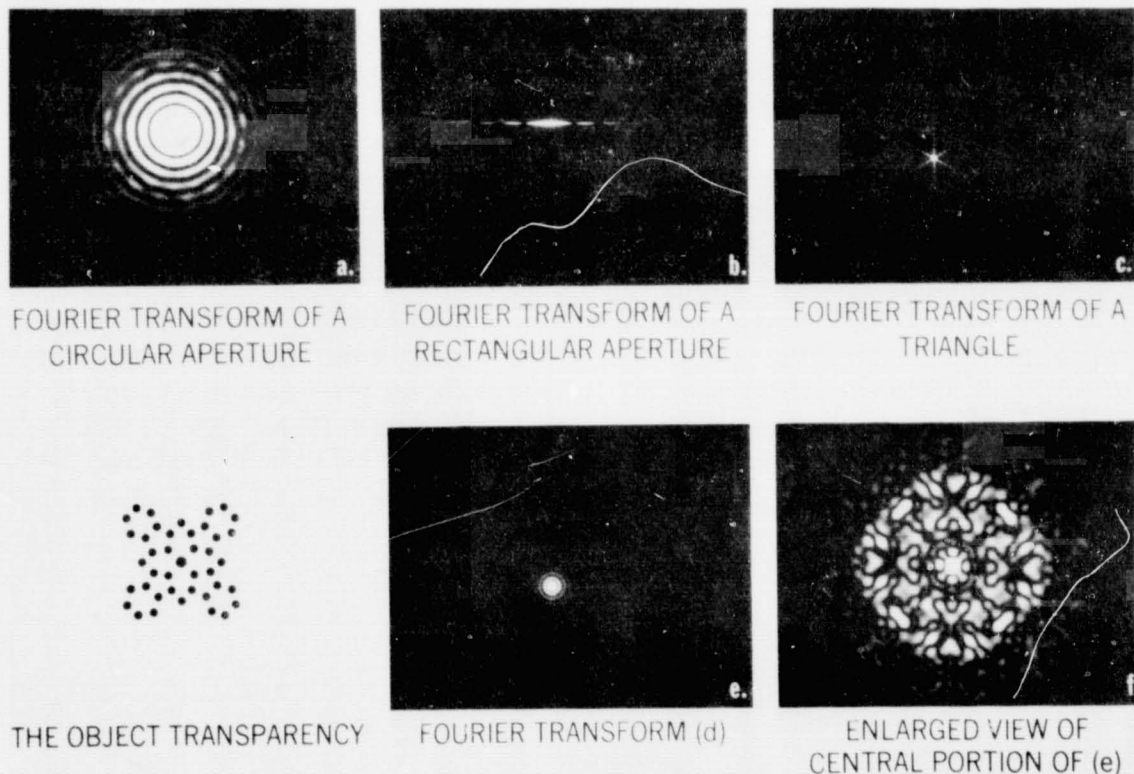 a.
b.
c.
FOURIER TRANSFORM OF A
CIRCULAR APERTURE
FOURIER TRANSFORM OF A
RECTANGULAR APERTURE
FOURIER TRANSFORM OF A
TRIANGLE
e.
f.
THE OBJECT TRANSPARENCY
FOURIER TRANSFORM (d)
ENLARGED VIEW OF
CENTRAL PORTION OF (e)